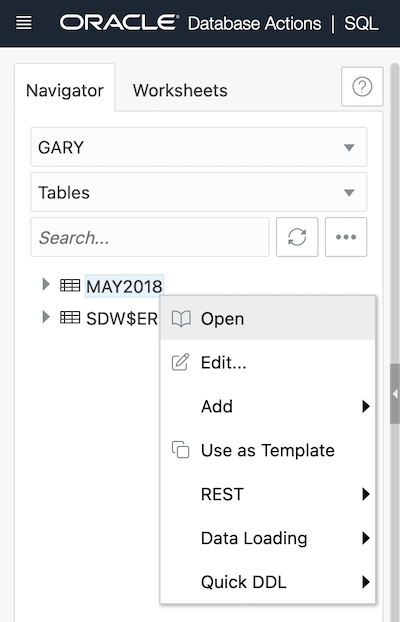 ORACLE Database Actions | SQL
Navigator Worksheets
GARY
Tables
Search...
MAY2018
SDW$ER
Open
Edit...
Add
Use as Template
REST
Data Loading
Quick DDL